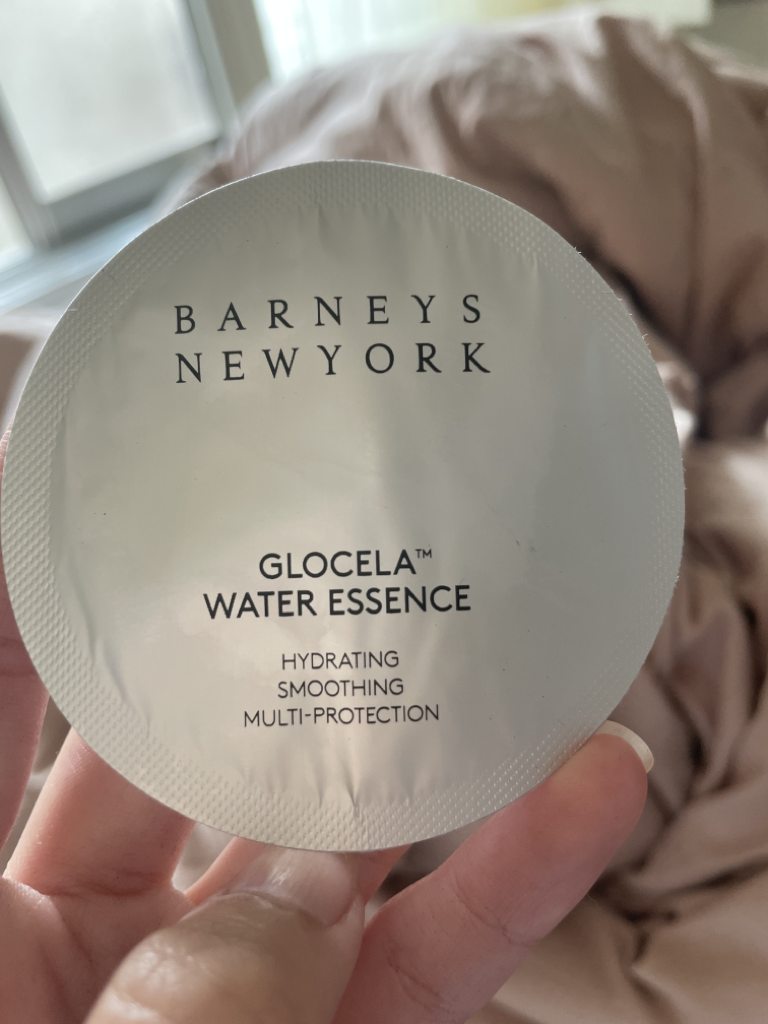 BARNEYS
NEWYORK
GLOCELA™
WATER ESSENCE
HYDRATING
SMOOTHING
MULTI-PROTECTION